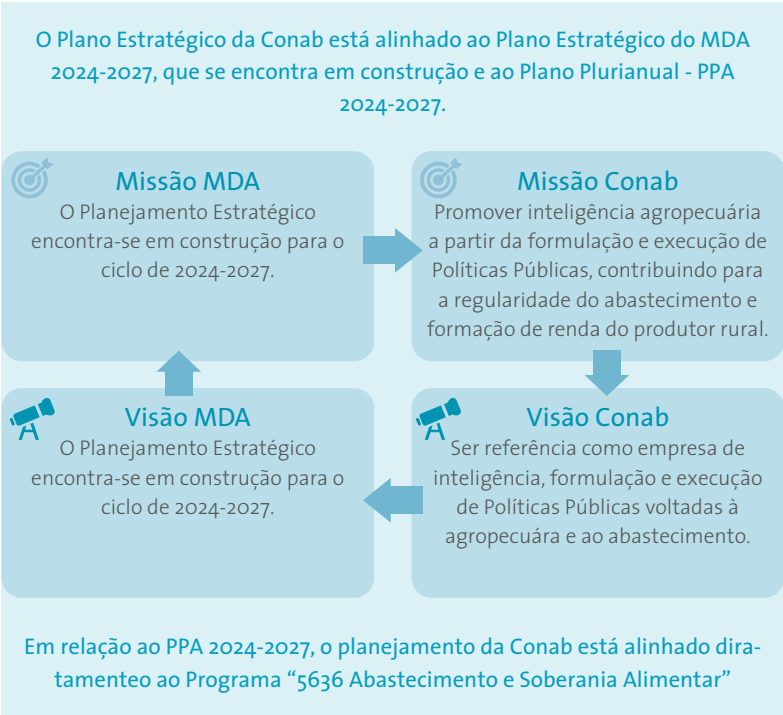 O Plano Estratégico da Conab está alinhado ao Plano Estratégico do MDA
2024-2027, que se encontra em construção e ao Plano Plurianual - PPA
2024-2027.
Missão MDA
O Planejamento Estratégico
encontra-se em construção para o
ciclo de 2024-2027.
Missão Conab
Promover inteligência agropecuária
a partir da formulação e execução de
Políticas Públicas, contribuindo para
a regularidade do abastecimento e
formação de renda do produtor rural.
Visão MDA
O Planejamento Estratégico
encontra-se em construção para o
ciclo de 2024-2027.
Visão Conab
Ser referência como empresa de
inteligência, formulação e execução
de Políticas Públicas voltadas à
agropecuára e ao abastecimento.
Em relação ao PPA 2024-2027, o planejamento da Conab está alinhado dira-
tamenteo ao Programa “5636 Abastecimento e Soberania Alimentar”